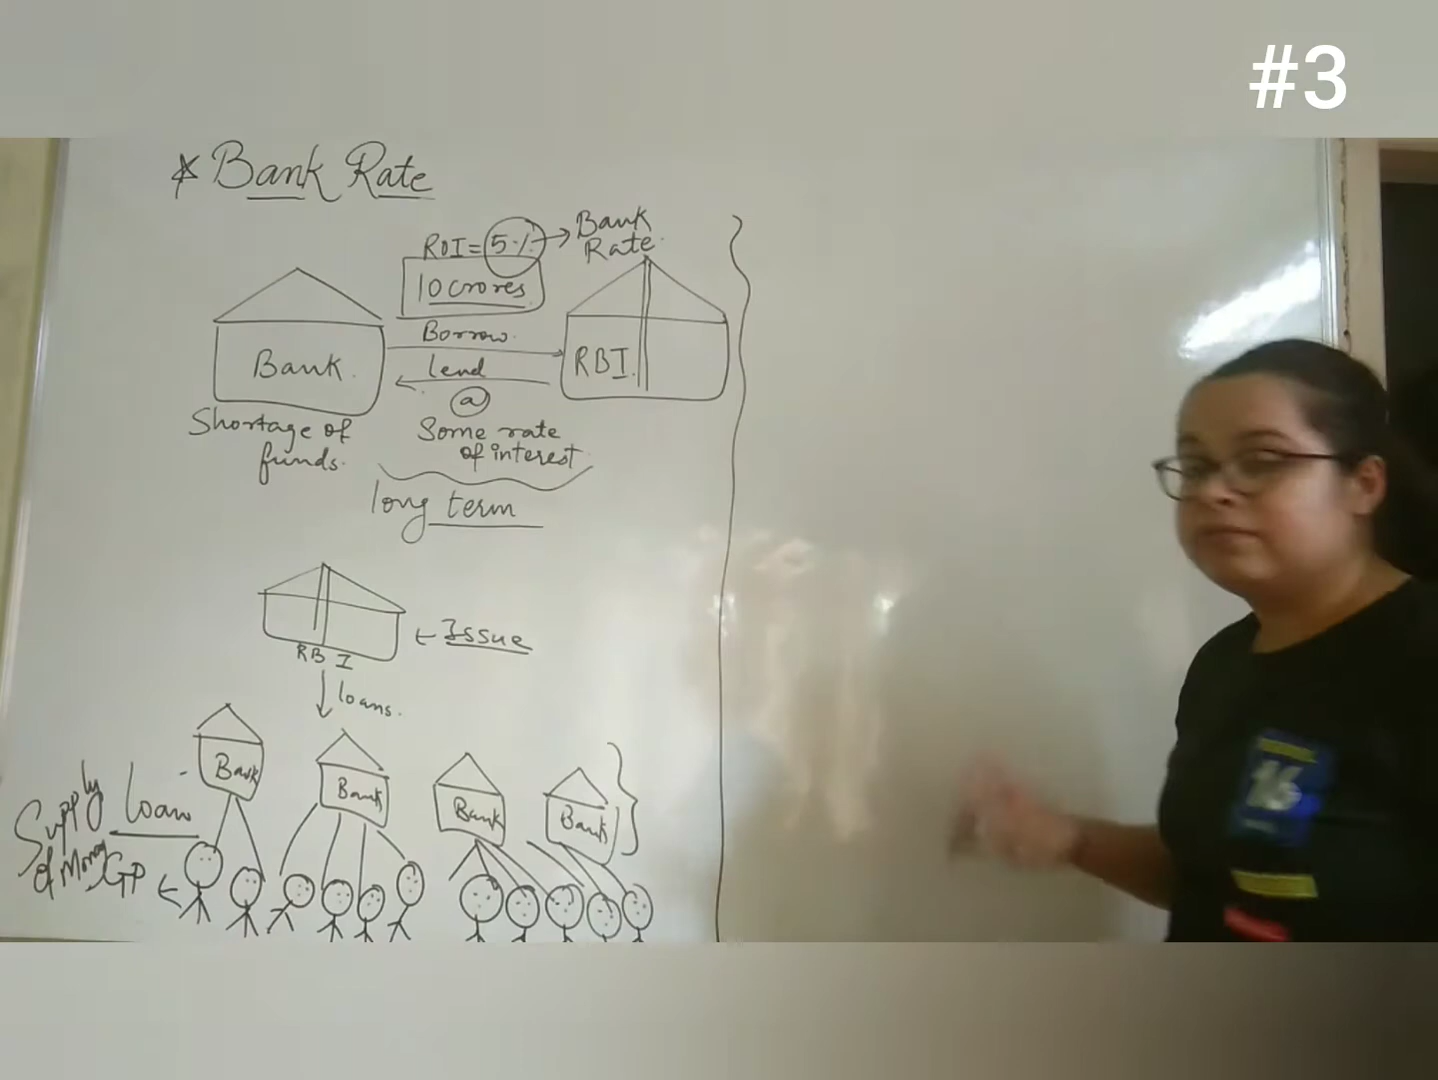 #3
* Bank Rate
ROI = 5% → Bank Rate
10 crores
Borrow
lend
@
Some rate
of interest
Bank
Shortage of
funds.
RBI
long term
RBI
← Issue
↓ loans.
Bank
Bank
Bank
Bank
Supply
of Money
loan
GP
16